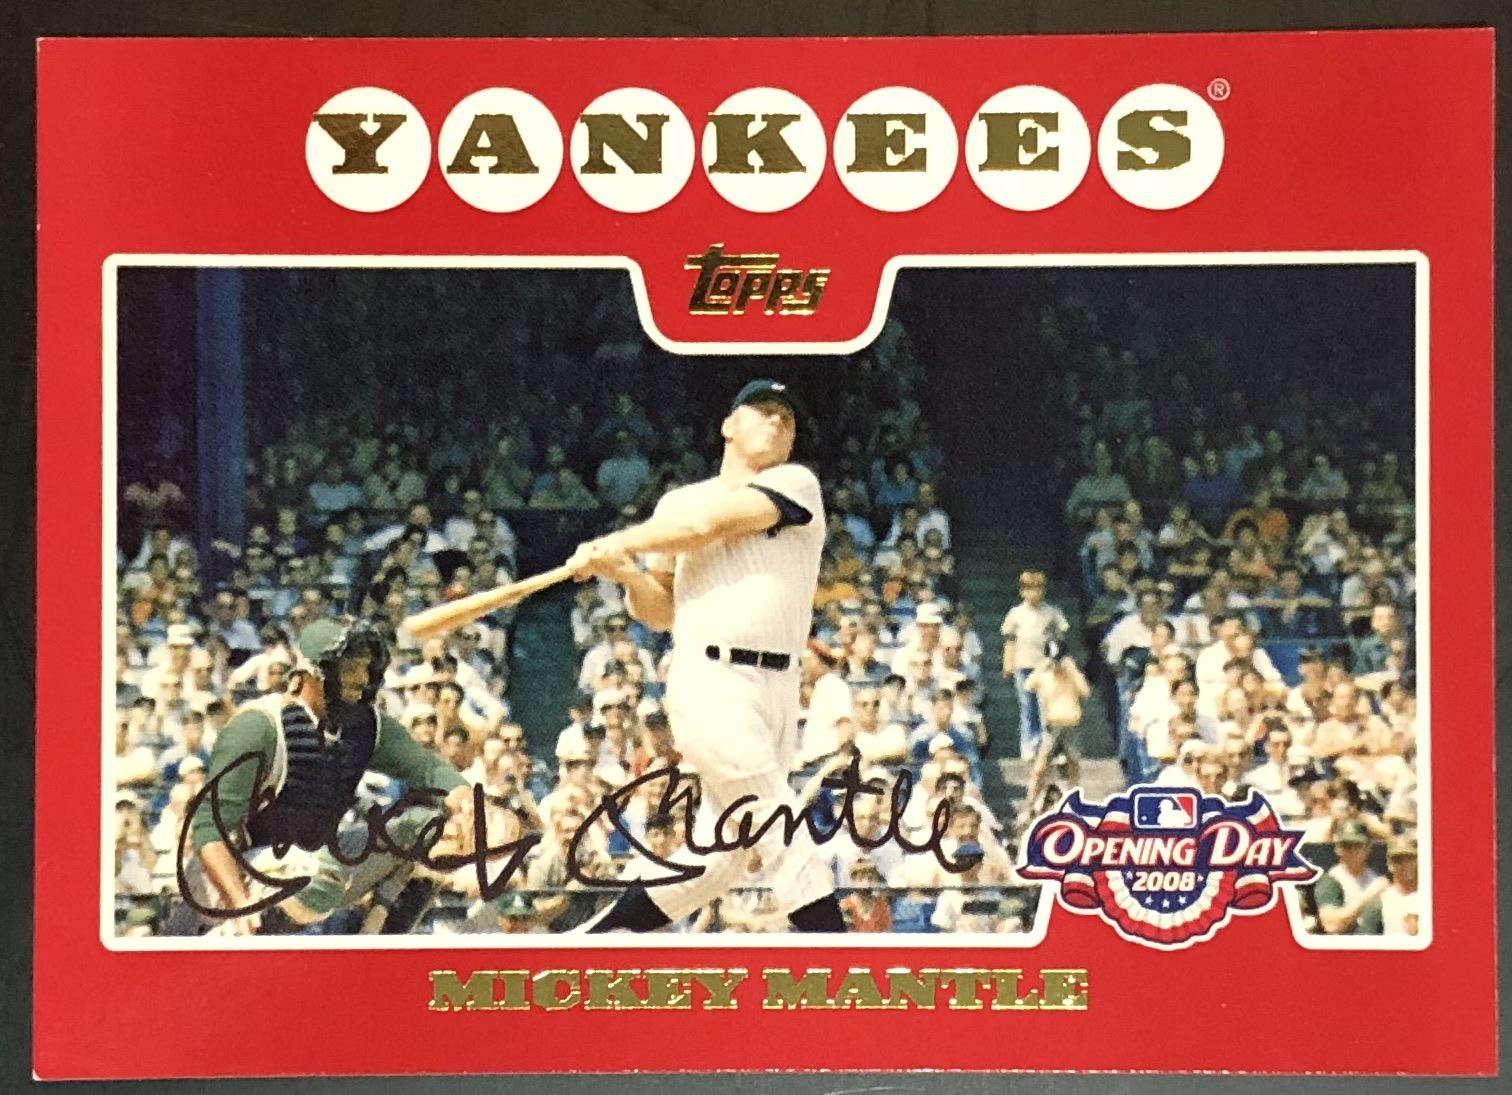 YANKEES®
Topps
Mickey Mantle
OPENING DAY
2008
MICKEY MANTLE